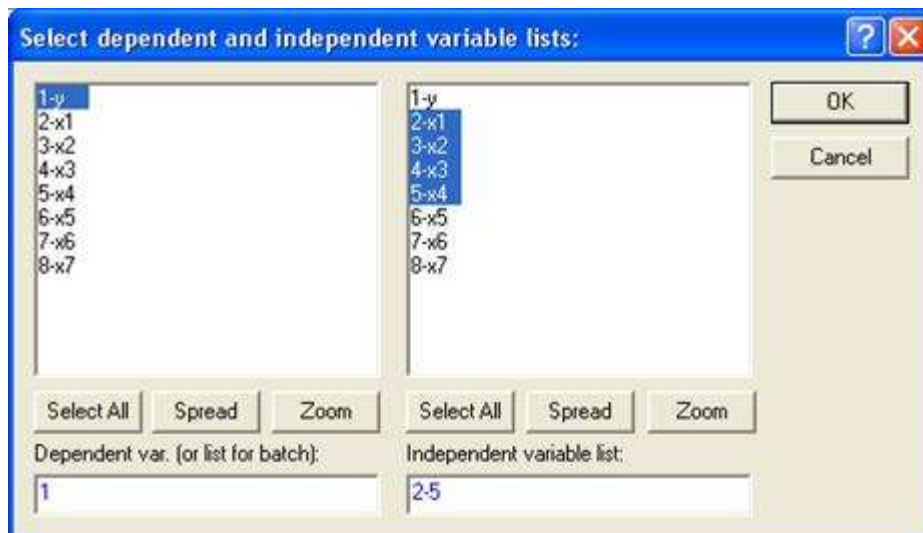 Select dependent and independent variable lists:
1-y
2-x1
3-x2
4-x3
5-x4
6-x5
7-x6
8-x7
Select All Spread Zoom
Dependent var. (or list for batch):
1
1-y
2-x1
3-x2
4-x3
5-x4
6-x5
7-x6
8-x7
Select All Spread Zoom
Independent variable list:
2-5
OK
Cancel